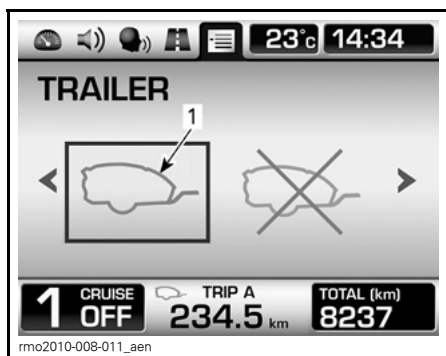 23°c 14:34
TRAILER
1
1 CRUISE OFF TRIP A 234.5 km TOTAL (km) 8237
rmo2010-008-011_aen